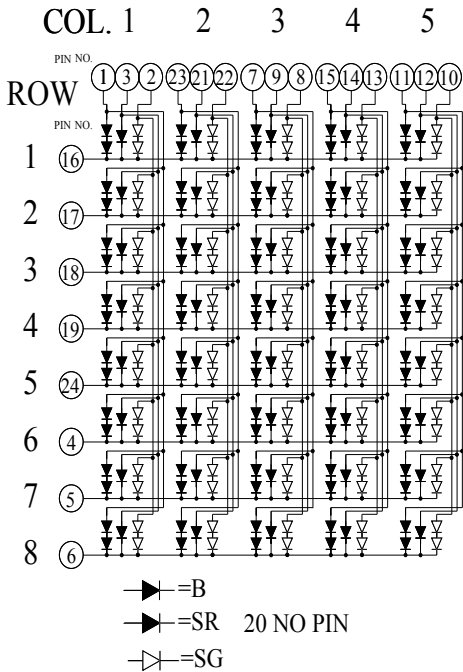 COL. 1 2 3 4 5
PIN NO.
1 3 2 23 21 22 7 9 8 15 14 13 11 12 10
ROW
PIN NO.
1 16
2 17
3 18
4 19
5 24
6 4
7 5
8 6
=B
=SR 20 NO PIN
=SG